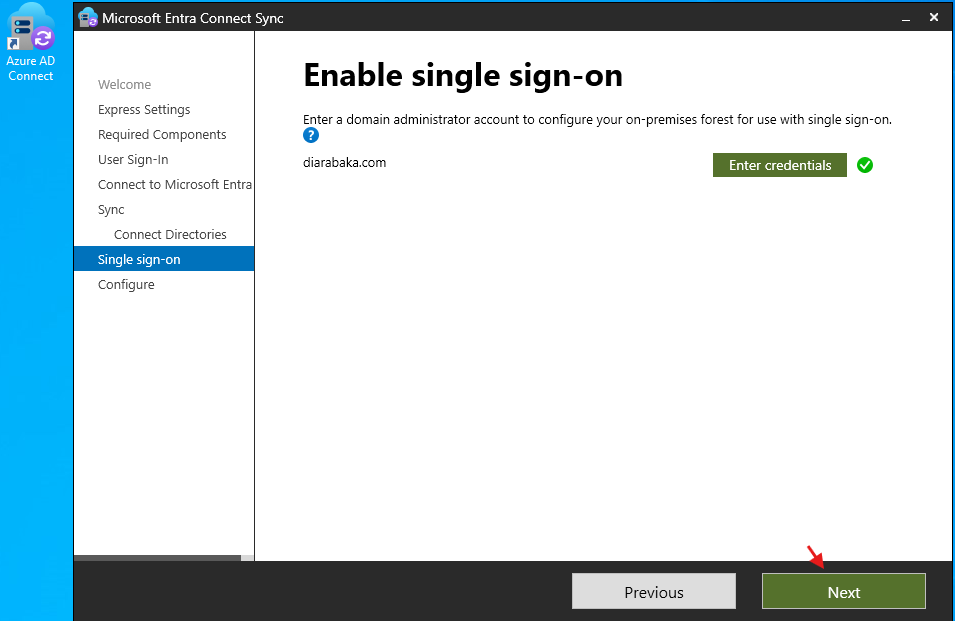 Azure AD
Connect
Microsoft Entra Connect Sync
Welcome
Express Settings
Required Components
User Sign-In
Connect to Microsoft Entra
Sync
Connect Directories
Single sign-on
Configure
Enable single sign-on
Enter a domain administrator account to configure your on-premises forest for use with single sign-on.
?
diarabaka.com
Enter credentials
Previous
Next